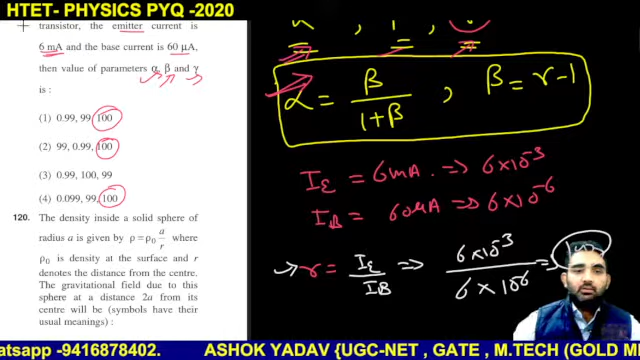 HTET- PHYSICS PYQ -2020
transistor, the emitter current is
6 mA and the base current is 60 μA,
then value of parameters α, β and γ
is :
(1) 0.99, 99, 100
(2) 99, 0.99, 100
(3) 0.99, 100, 99
(4) 0.099, 99, 100
120. The density inside a solid sphere of
radius a is given by ρ = ρ₀ a/r where
ρ₀ is density at the surface and r
denotes the distance from the centre.
The gravitational field due to this
sphere at a distance 2a from its
centre will be (symbols have their
usual meanings) :
α = β/1+β , β = r-1
IE = 6mA. => 6×10⁻³
IB = 60μA => 6×10⁻⁶
→ r = IE/IB => 6×10⁻³/6×10⁻⁶ =
atsapp -9416878402. ASHOK YADAV {UGC-NET , GATE , M.TECH (GOLD M